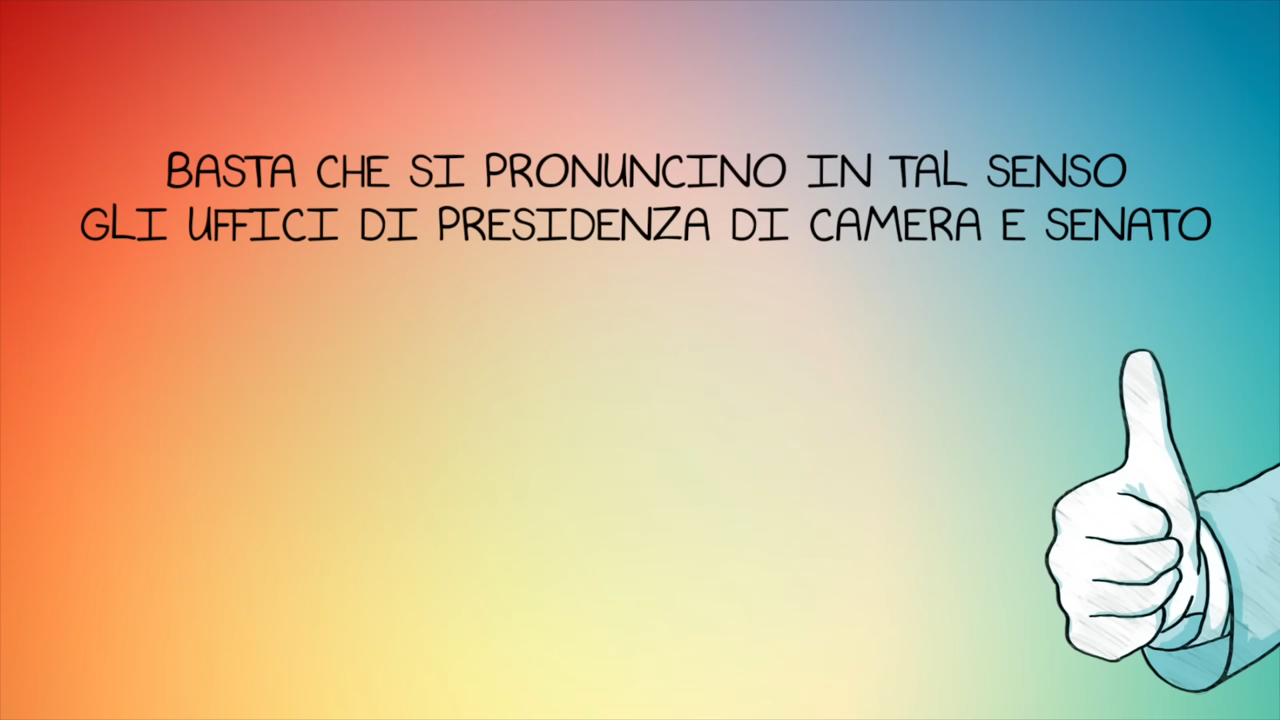 BASTA CHE SI PRONUNCINO IN TAL SENSO
GLI UFFICI DI PRESIDENZA DI CAMERA E SENATO